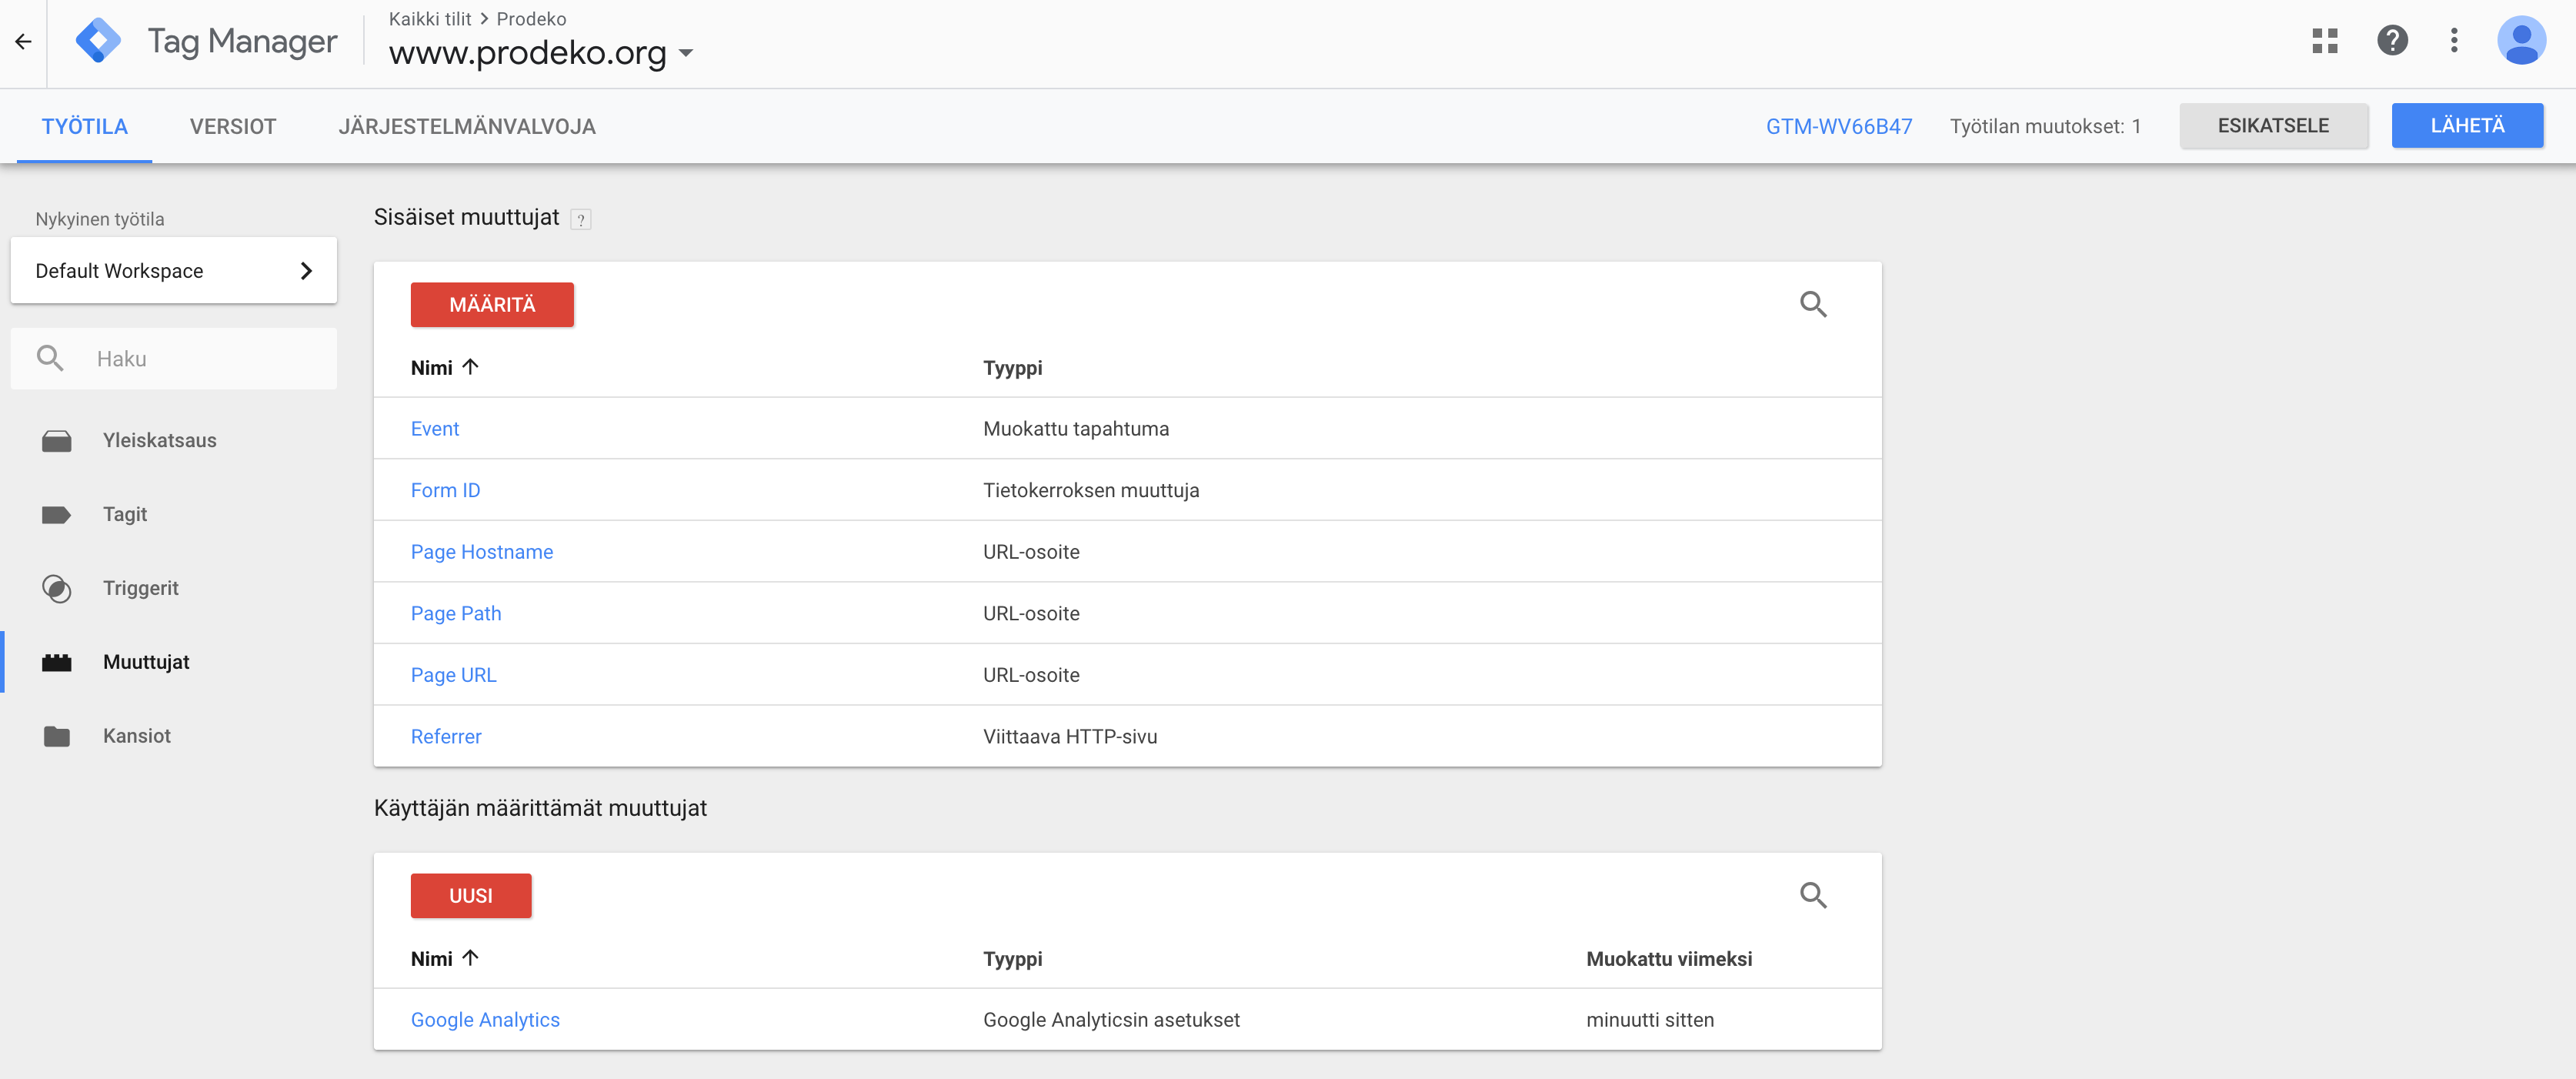 Tag Manager
Kaikki tilit > Prodeko
www.prodeko.org
TYÖTILA VERSIOT JÄRJESTELMÄNVALVOJA GTM-WV66B47 Työtilan muutokset: 1 ESIKATSELE LÄHETÄ
Nykyinen työtila
Default Workspace
Haku
Yleiskatsaus
Tagit
Triggerit
Muuttujat
Kansiot
Sisäiset muuttujat ?
MÄÄRITÄ
Nimi Tyyppi
Event Muokattu tapahtuma
Form ID Tietokerroksen muuttuja
Page Hostname URL-osoite
Page Path URL-osoite
Page URL URL-osoite
Referrer Viittaava HTTP-sivu
Käyttäjän määrittämät muuttujat
UUSI
Nimi Tyyppi Muokattu viimeksi
Google Analytics Google Analyticsin asetukset minuutti sitten